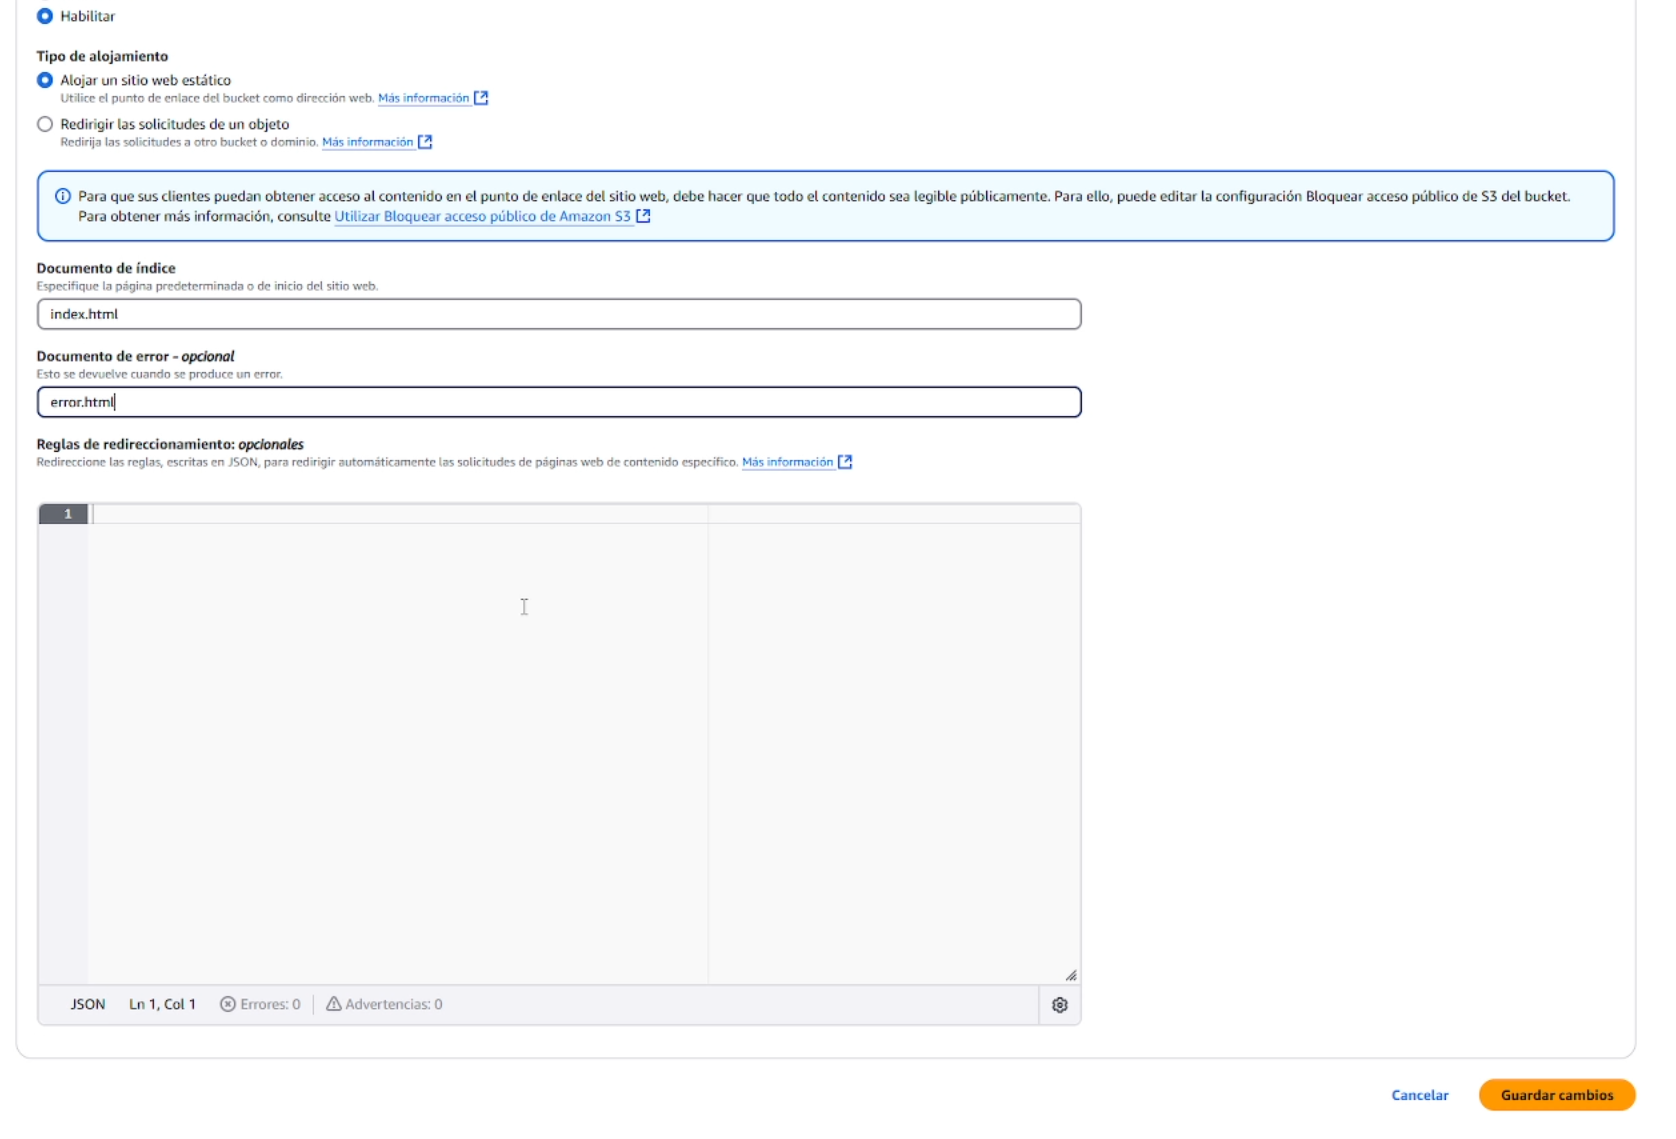 Habilitar
Tipo de alojamiento
Alojar un sitio web estático
Utilice el punto de enlace del bucket como dirección web. Más información
Redirigir las solicitudes de un objeto
Redirija las solicitudes a otro bucket o dominio. Más información
Para que sus clientes puedan obtener acceso al contenido en el punto de enlace del sitio web, debe hacer que todo el contenido sea legible públicamente. Para ello, puede editar la configuración Bloquear acceso público de S3 del bucket.
Para obtener más información, consulte Utilizar Bloquear acceso público de Amazon S3
Documento de índice
Especifique la página predeterminada o de inicio del sitio web.
index.html
Documento de error - opcional
Esto se devuelve cuando se produce un error.
error.html
Reglas de redireccionamiento: opcionales
Redireccione las reglas, escritas en JSON, para redirigir automáticamente las solicitudes de páginas web de contenido específico. Más información
1
JSON Ln 1, Col 1 Errores: 0 Advertencias: 0
Cancelar Guardar cambios